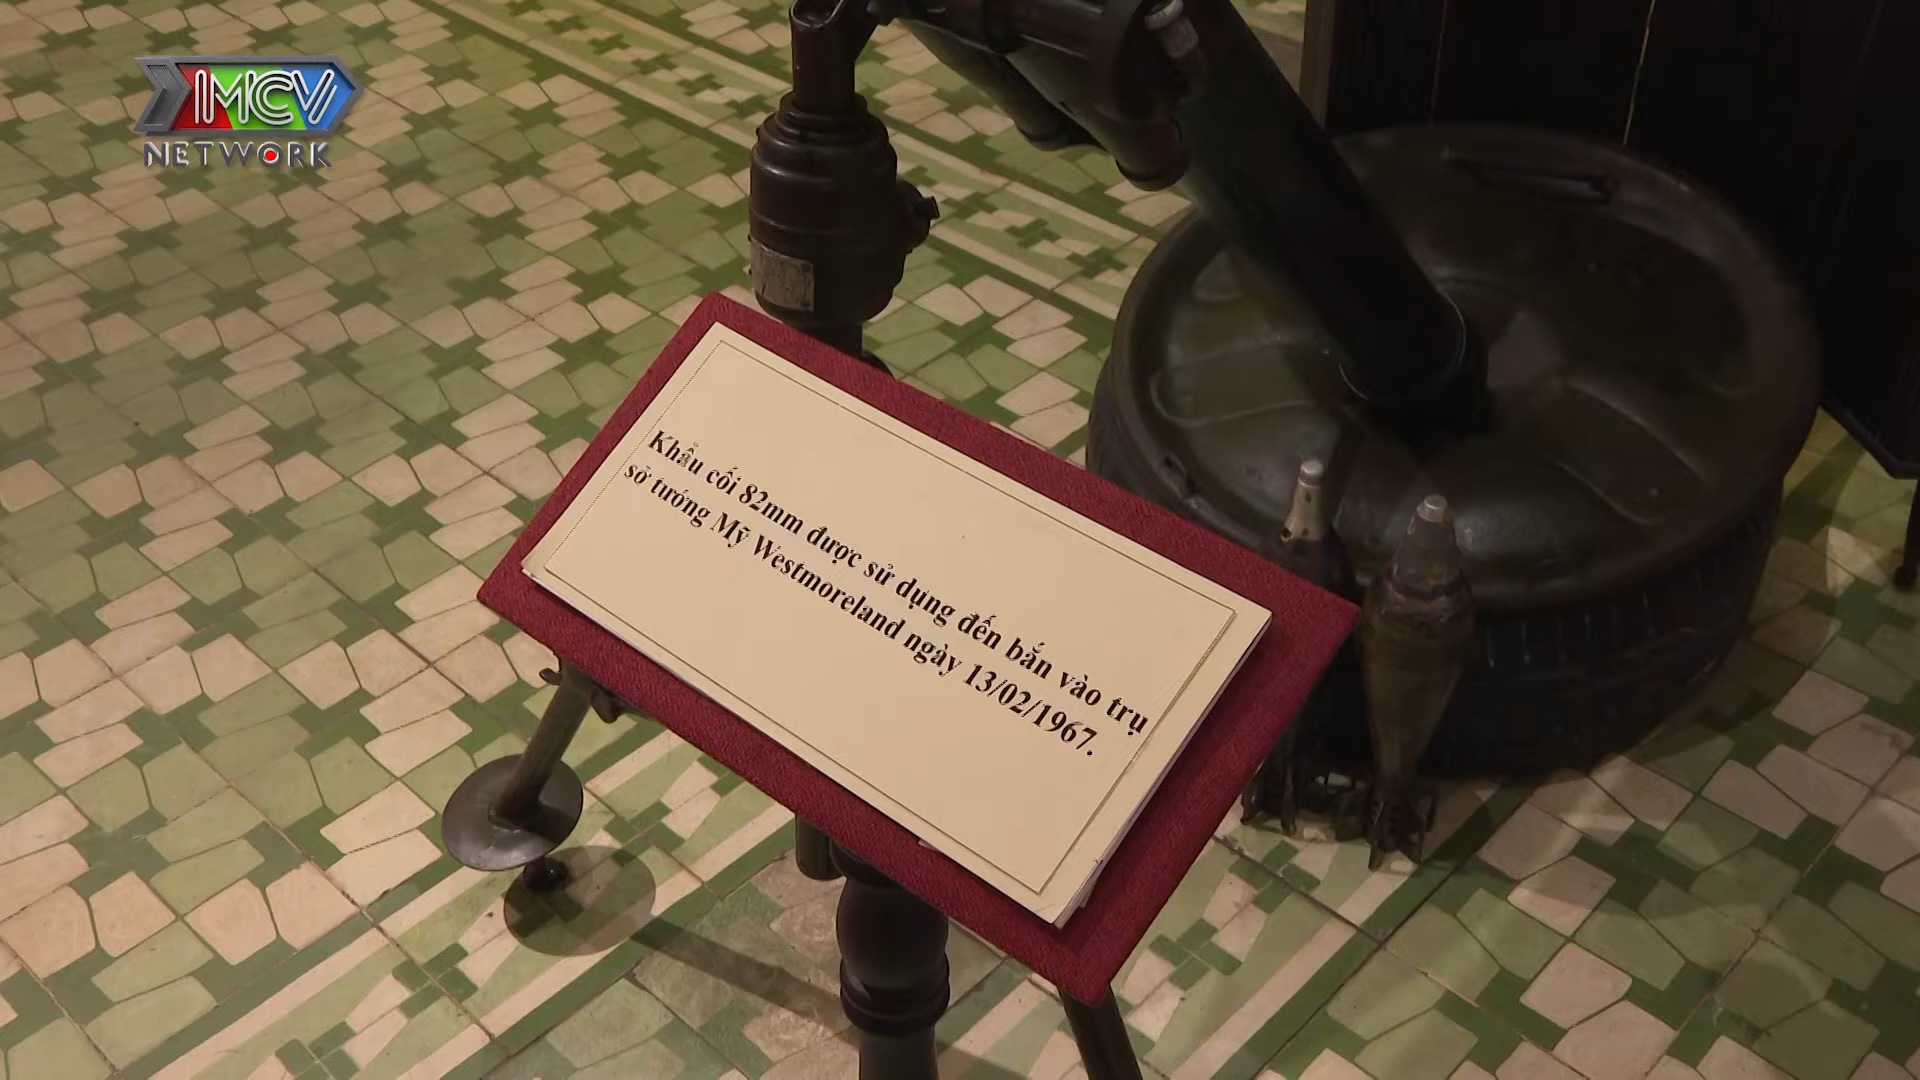 MCV
NETWORK
Khẩu cối 82mm được sử dụng đến bắn vào trụ
sở tướng Mỹ Westmoreland ngày 13/02/1967.